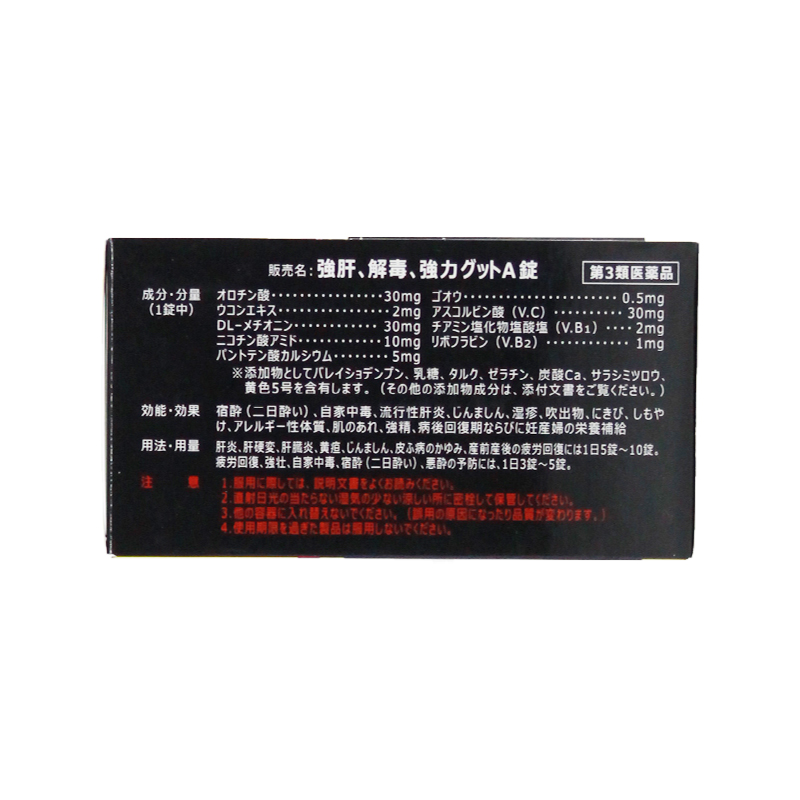 販売名：強肝、解毒、強力グットA錠 第3類医薬品
成分・分量 オロチン酸・・・・・・・・・・・・・・・・30mg ゴオウ・・・・・・・・・・・・・・・・・・・・・・0.5mg
（1錠中） ウコンエキス・・・・・・・・・・・・・・・2mg アスコルビン酸（V.C）・・・・・・・・・・・30mg
DL-メチオニン・・・・・・・・・・・・・30mg チアミン塩化物塩酸塩（V.B1）・・・・2mg
ニコチン酸アミド・・・・・・・・・・・10mg リボフラビン（V.B2）・・・・・・・・・・・・1mg
パントテン酸カルシウム・・・・・・・・5mg
※添加物としてバレイショデンプン、乳糖、タルク、ゼラチン、炭酸Ca、サラシミツロウ、
黄色5号を含有します。（その他の添加物成分は、添付文書をご覧ください。）
効能・効果 宿酔（二日酔い）、自家中毒、流行性肝炎、じんましん、湿疹、吹出物、にきび、しもや
け、アレルギー性体質、肌のあれ、強精、病後回復期ならびに妊産婦の栄養補給
用法・用量 肝炎、肝硬変、肝臓炎、黄疸、じんましん、皮ふ病のかゆみ、産前産後の疲労回復には1日5錠〜10錠。
疲労回復、強壮、自家中毒、宿酔（二日酔い）、悪酔の予防には、1日3錠〜5錠。
注 意 1.服用に際しては、説明文書をよくお読みください。
2.直射日光の当たらない湿気の少ない涼しい所に密栓して保管してください。
3.他の容器に入れ替えないでください。（誤用の原因になったり品質が変わります。）
4.使用期限を過ぎた製品は服用しないでください。